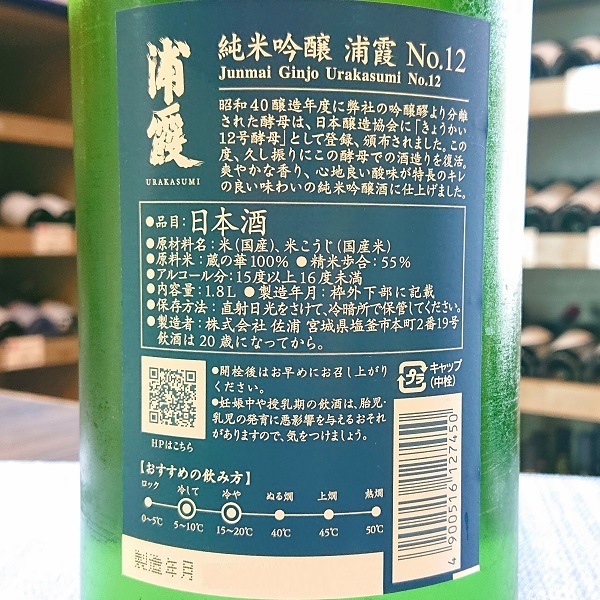 浦霞
URAKASUMI
純米吟醸 浦霞 No.12
Junmai Ginjo Urakasumi No.12
昭和40醸造年度に弊社の吟醸醪より分離
された酵母は、日本醸造協会に「きょうかい
12号酵母」として登録、頒布されました。この
度、久し振りにこの酵母での酒造りを復活。
爽やかな香り、心地良い酸味が特長のキレ
の良い味わいの純米吟醸酒に仕上げました。
●品目:日本酒
●原材料名:米(国産)、米こうじ(国産米)
●原料米:蔵の華100% ●精米歩合:55%
●アルコール分:15度以上16度未満
●内容量:1.8L ●製造年月:枠外下部に記載
●保存方法:直射日光をさけて、冷暗所で保管してください。
●製造者:株式会社 佐浦 宮城県塩釜市本町2番19号
飲酒は20歳になってから。
HPはこちら
●開栓後はお早めにお召し上がり
ください。
●妊娠中や授乳期の飲酒は、胎児・
乳児の発育に悪影響を与えるおそれ
がありますので、気をつけましょう。
プラ
キャップ
(中栓)
4900516127450
【おすすめの飲み方】
ロック 冷して 冷や ぬる燗 上燗 熱燗
0〜5℃ 5〜10℃ 15〜20℃ 40℃ 45℃ 50℃
製造年月